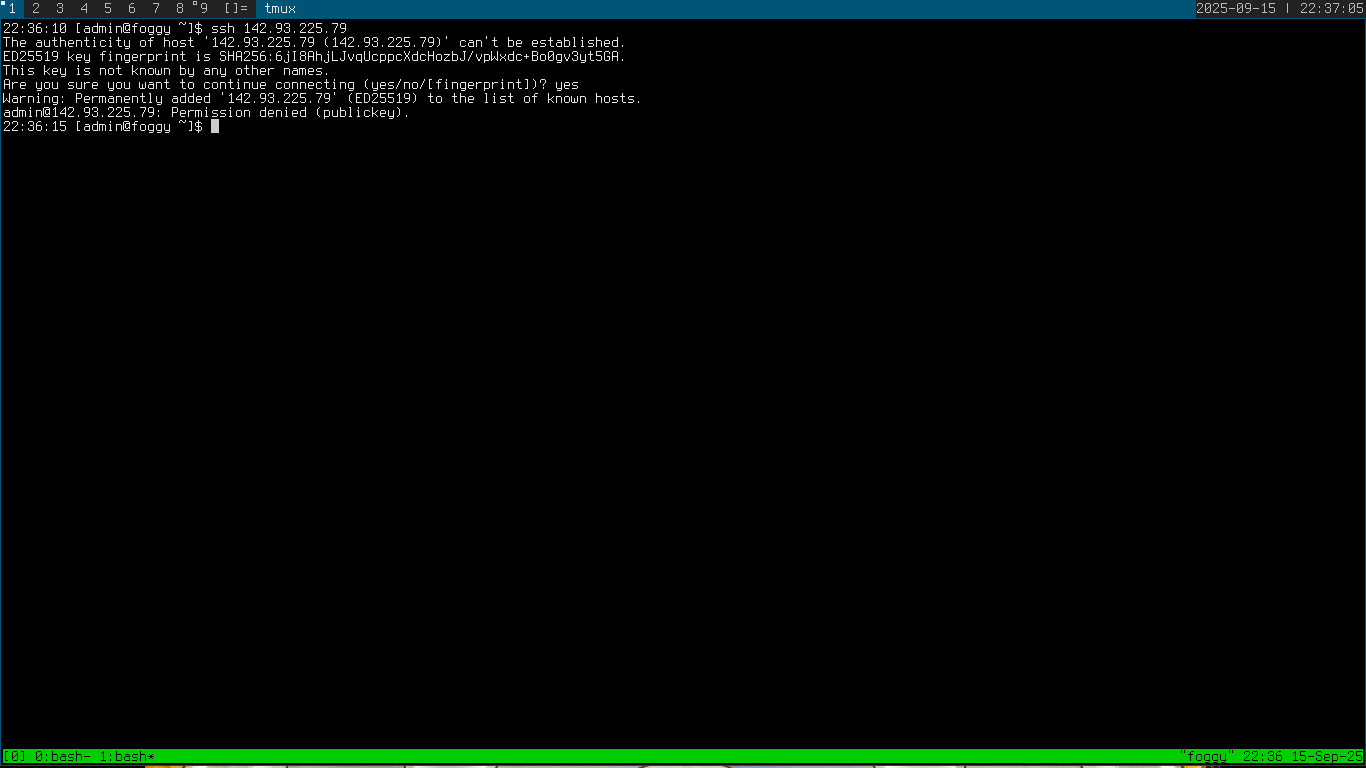 1 2 3 4 5 6 7 8 9 []= tmux 2025-09-15 | 22:37:05
22:36:10 [admin@foggy ~]$ ssh 142.93.225.79
The authenticity of host '142.93.225.79 (142.93.225.79)' can't be established.
ED25519 key fingerprint is SHA256:6jI8AhjLJvqUcppcXdcHozbJ/vpWxdc+Bo0gv3yt5GA.
This key is not known by any other names.
Are you sure you want to continue connecting (yes/no/[fingerprint])? yes
Warning: Permanently added '142.93.225.79' (ED25519) to the list of known hosts.
admin@142.93.225.79: Permission denied (publickey).
22:36:15 [admin@foggy ~]$
[0] 0:bash- 1:bash* "foggy" 22:36 15-Sep-25